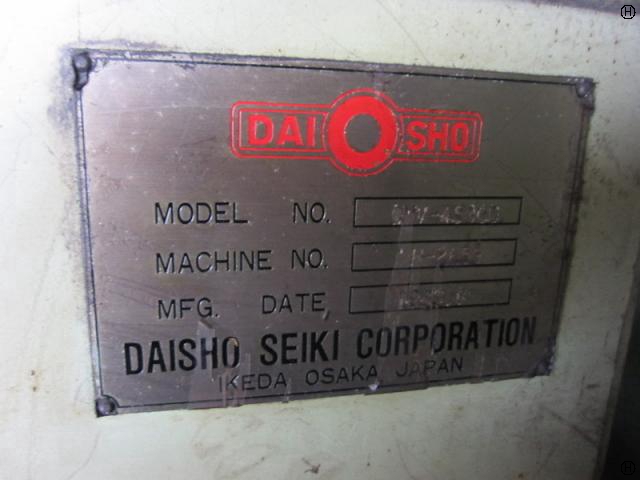 DAI SHO
MODEL NO.
MACHINE NO.
MFG. DATE
DAISHO SEIKI CORPORATION
IKEDA OSAKA JAPAN